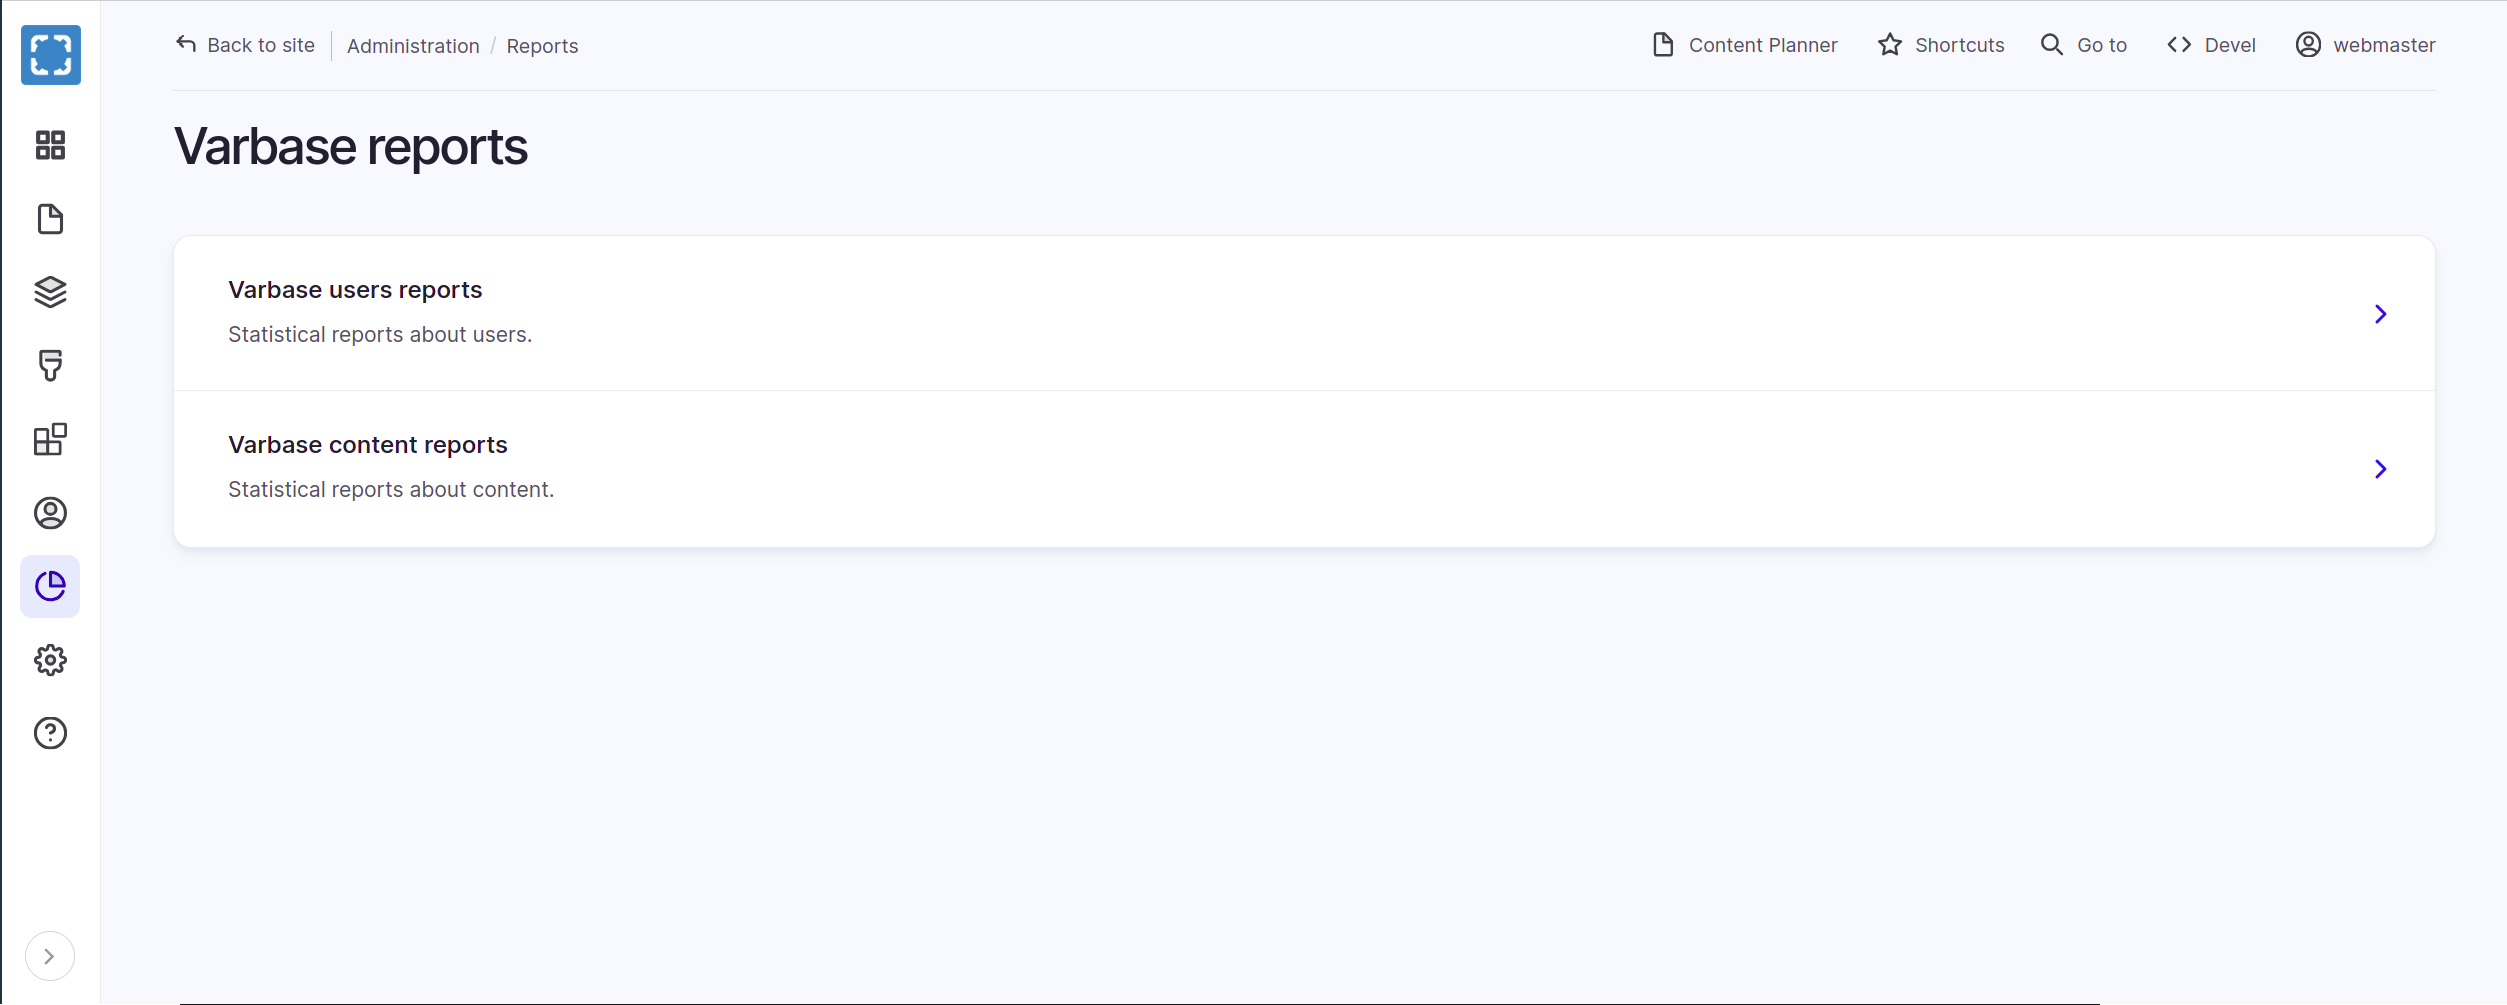 Back to site
Administration / Reports
Content Planner
Shortcuts
Go to
Devel
webmaster
Varbase reports
Varbase users reports
Statistical reports about users.
Varbase content reports
Statistical reports about content.